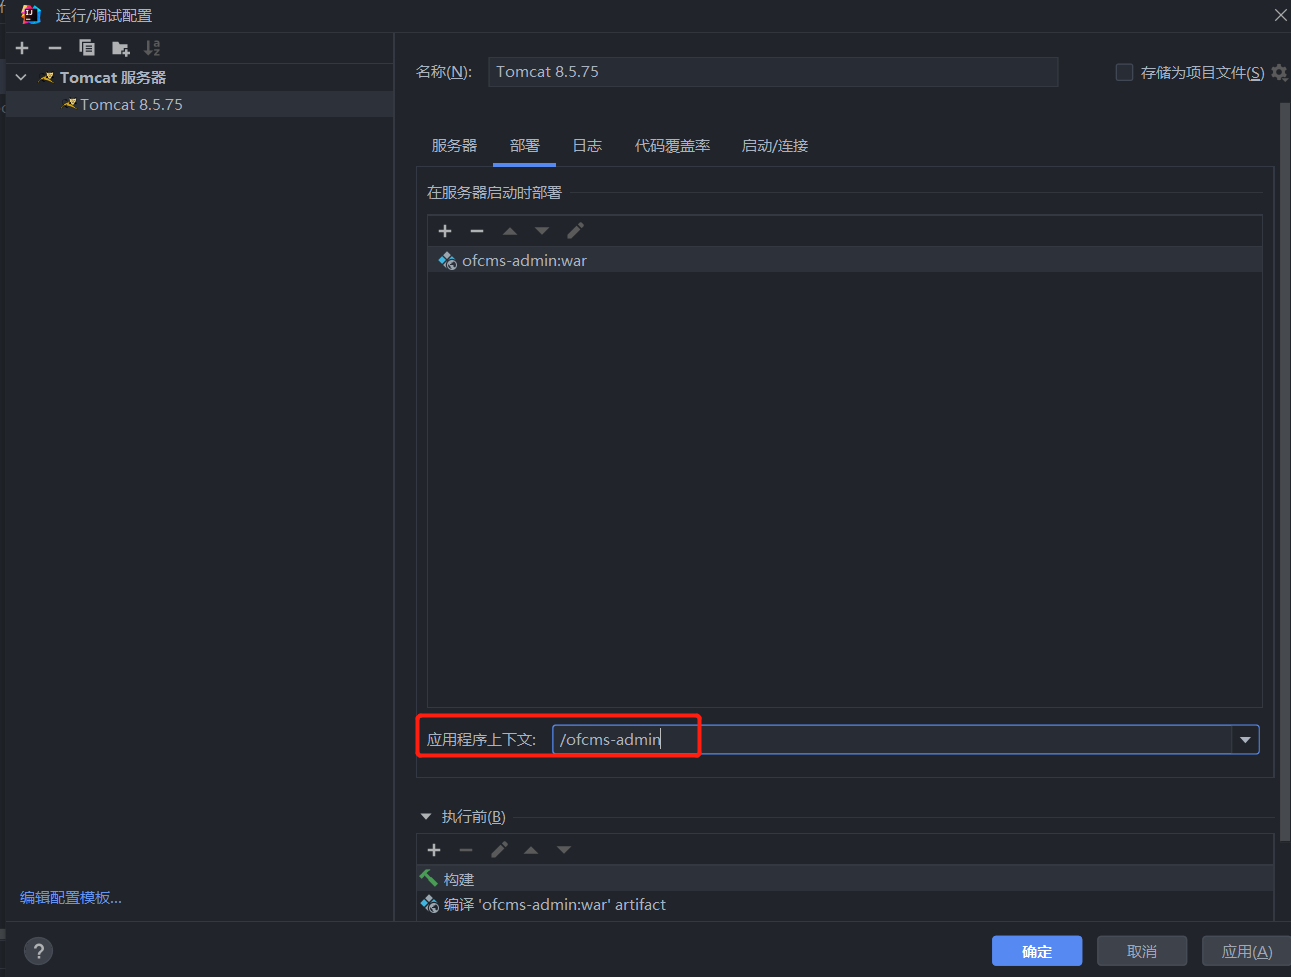 运行/调试配置
Tomcat 服务器
Tomcat 8.5.75
名称(N):
Tomcat 8.5.75
存储为项目文件(S)
服务器
部署
日志
代码覆盖率
启动/连接
在服务器启动时部署
ofcms-admin:war
应用程序上下文:
/ofcms-admin
执行前(B)
构建
编译 'ofcms-admin:war' artifact
编辑配置模板...
?
确定
取消
应用(A)